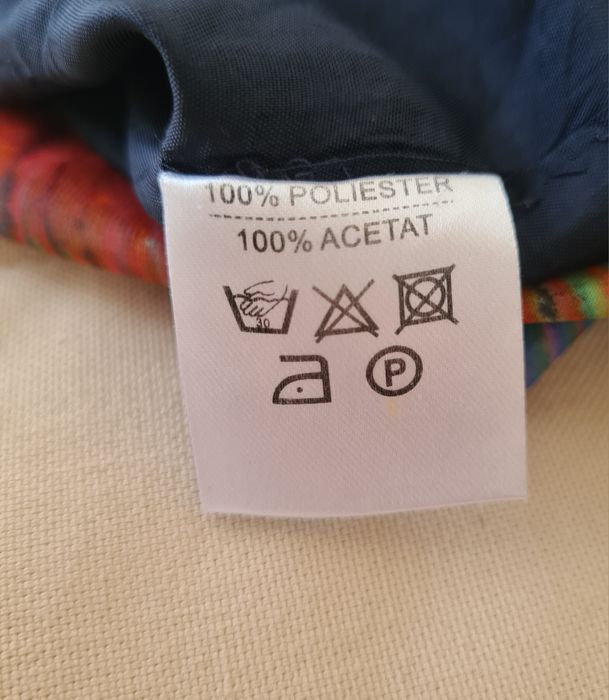 100% POLIESTER
100% ACETAT
30
P